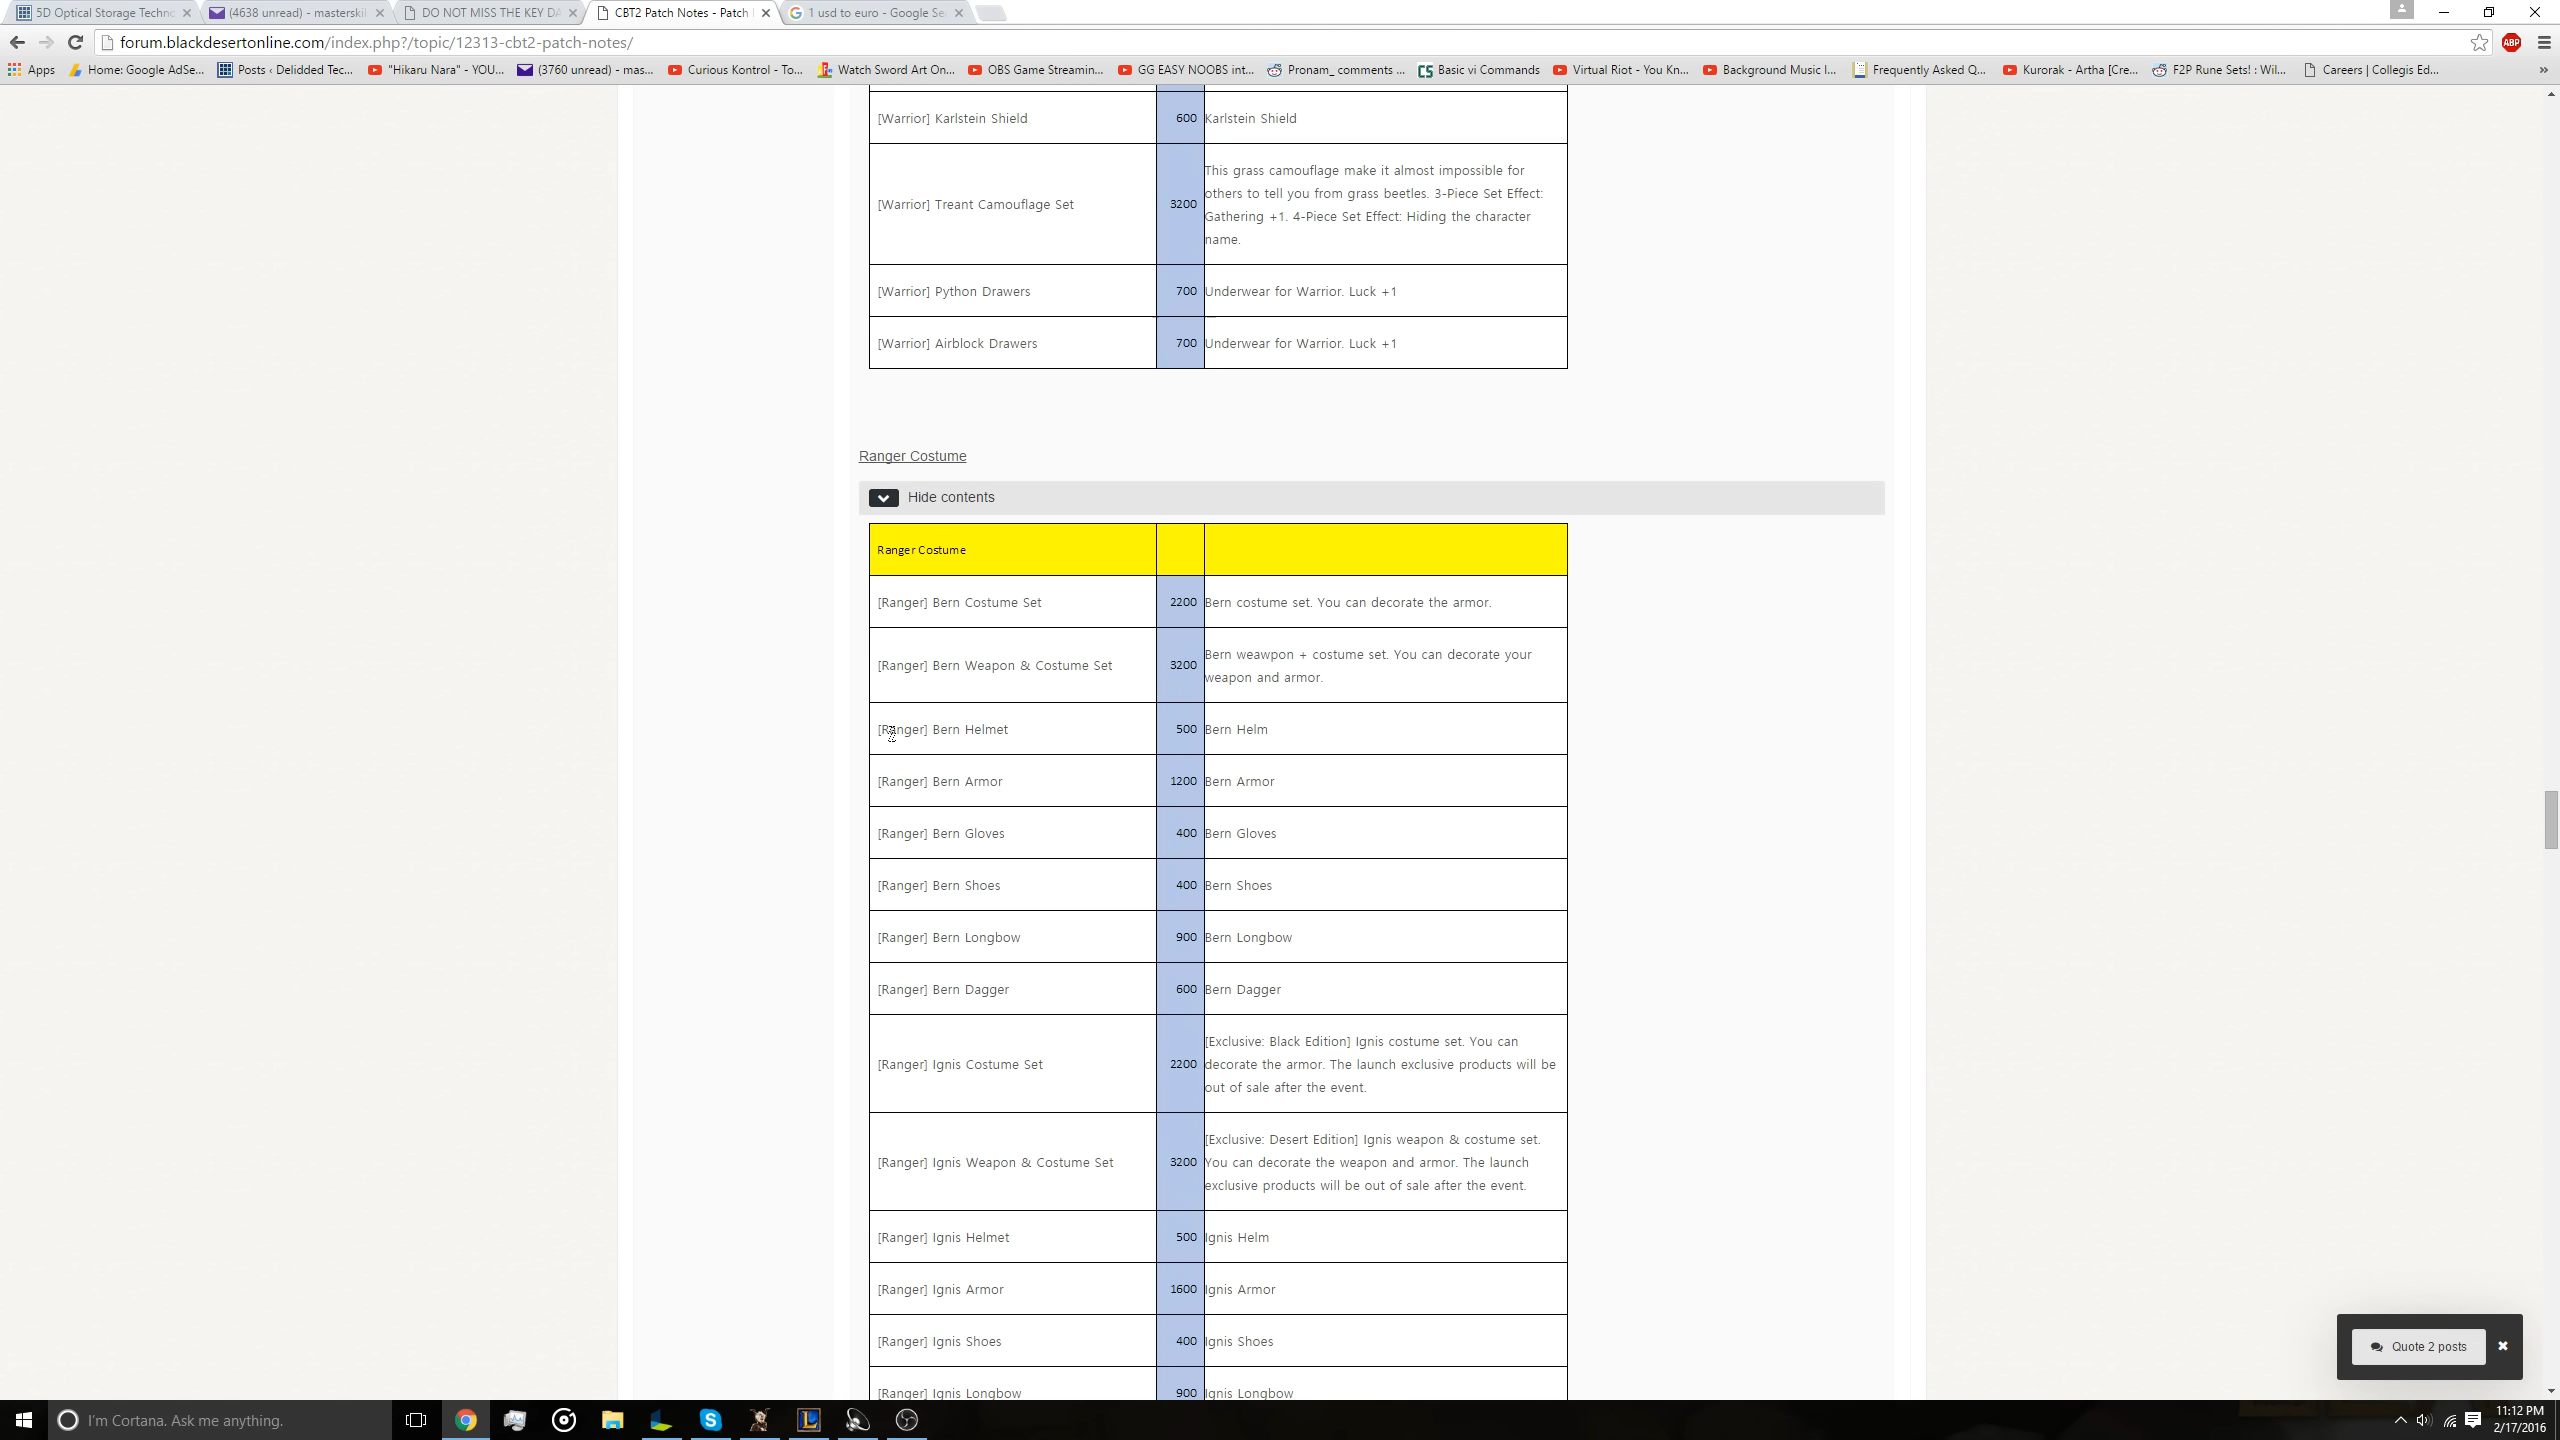 5D Optical Storage Techno
(4638 unread) - masterskil
DO NOT MISS THE KEY DA
CBT2 Patch Notes - Patch
1 usd to euro - Google Se
forum.blackdesertonline.com/index.php?/topic/12313-cbt2-patch-notes/
ABP
Apps
Home: Google AdSe...
Posts ‹ Delidded Tec...
"Hikaru Nara" - YOU...
(3760 unread) - mas...
Curious Kontrol - To...
Watch Sword Art On...
OBS Game Streamin...
GG EASY NOOBS int...
Pronam_ comments ...
Basic vi Commands
Virtual Riot - You Kn...
Background Music I...
Frequently Asked Q...
Kurorak - Artha [Cre...
F2P Rune Sets! : Wil...
Careers | Collegis Ed...
»
[Warrior] Karlstein Shield 600 Karlstein Shield
[Warrior] Treant Camouflage Set 3200 This grass camouflage make it almost impossible for
others to tell you from grass beetles. 3-Piece Set Effect:
Gathering +1. 4-Piece Set Effect: Hiding the character
name.
[Warrior] Python Drawers 700 Underwear for Warrior. Luck +1
[Warrior] Airblock Drawers 700 Underwear for Warrior. Luck +1
Ranger Costume
Hide contents
Ranger Costume
[Ranger] Bern Costume Set 2200 Bern costume set. You can decorate the armor.
[Ranger] Bern Weapon & Costume Set 3200 Bern weawpon + costume set. You can decorate your
weapon and armor.
[Ranger] Bern Helmet 500 Bern Helm
[Ranger] Bern Armor 1200 Bern Armor
[Ranger] Bern Gloves 400 Bern Gloves
[Ranger] Bern Shoes 400 Bern Shoes
[Ranger] Bern Longbow 900 Bern Longbow
[Ranger] Bern Dagger 600 Bern Dagger
[Ranger] Ignis Costume Set 2200 [Exclusive: Black Edition] Ignis costume set. You can
decorate the armor. The launch exclusive products will be
out of sale after the event.
[Ranger] Ignis Weapon & Costume Set 3200 [Exclusive: Desert Edition] Ignis weapon & costume set.
You can decorate the weapon and armor. The launch
exclusive products will be out of sale after the event.
[Ranger] Ignis Helmet 500 Ignis Helm
[Ranger] Ignis Armor 1600 Ignis Armor
[Ranger] Ignis Shoes 400 Ignis Shoes
[Ranger] Ignis Longbow 900 Ignis Longbow
Quote 2 posts
I'm Cortana. Ask me anything.
11:12 PM
2/17/2016